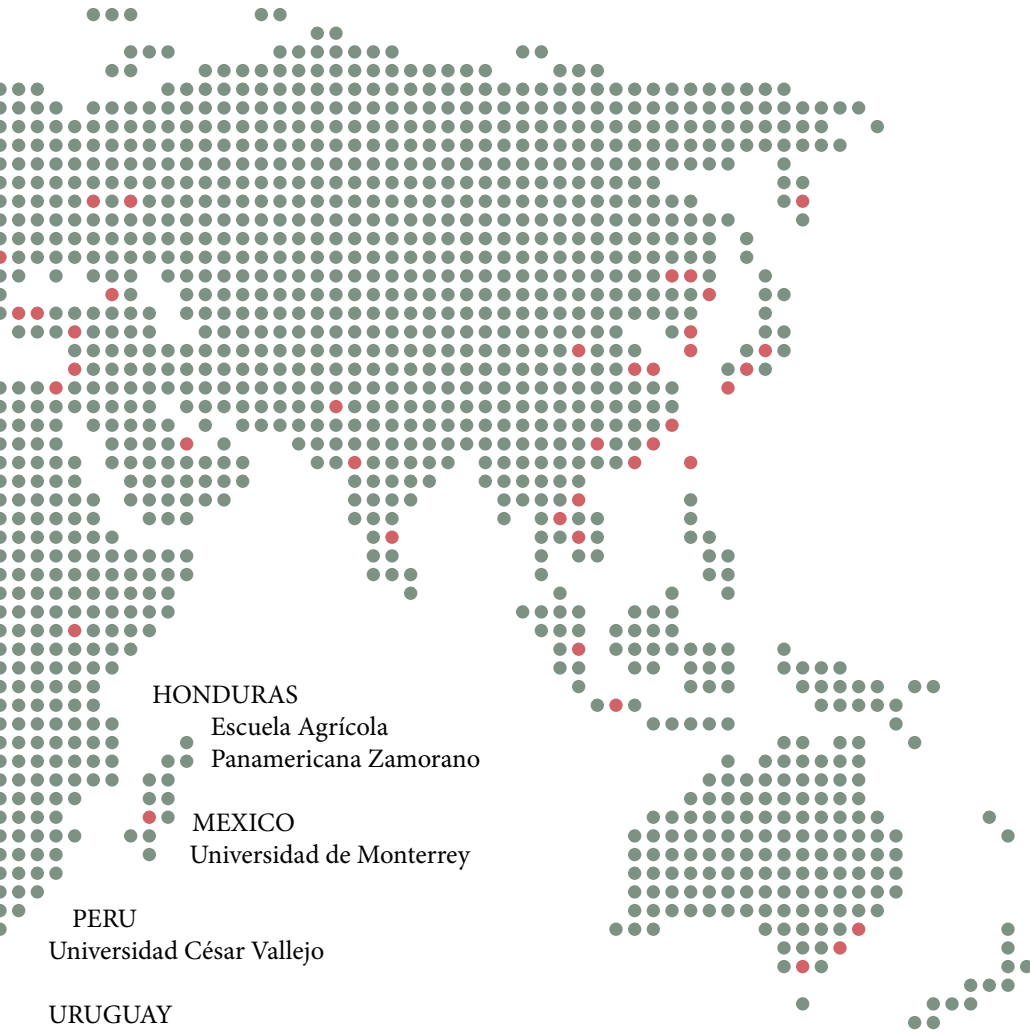 HONDURAS
Escuela Agrícola
Panamericana Zamorano
MEXICO
Universidad de Monterrey
PERU
Universidad César Vallejo
URUGUAY